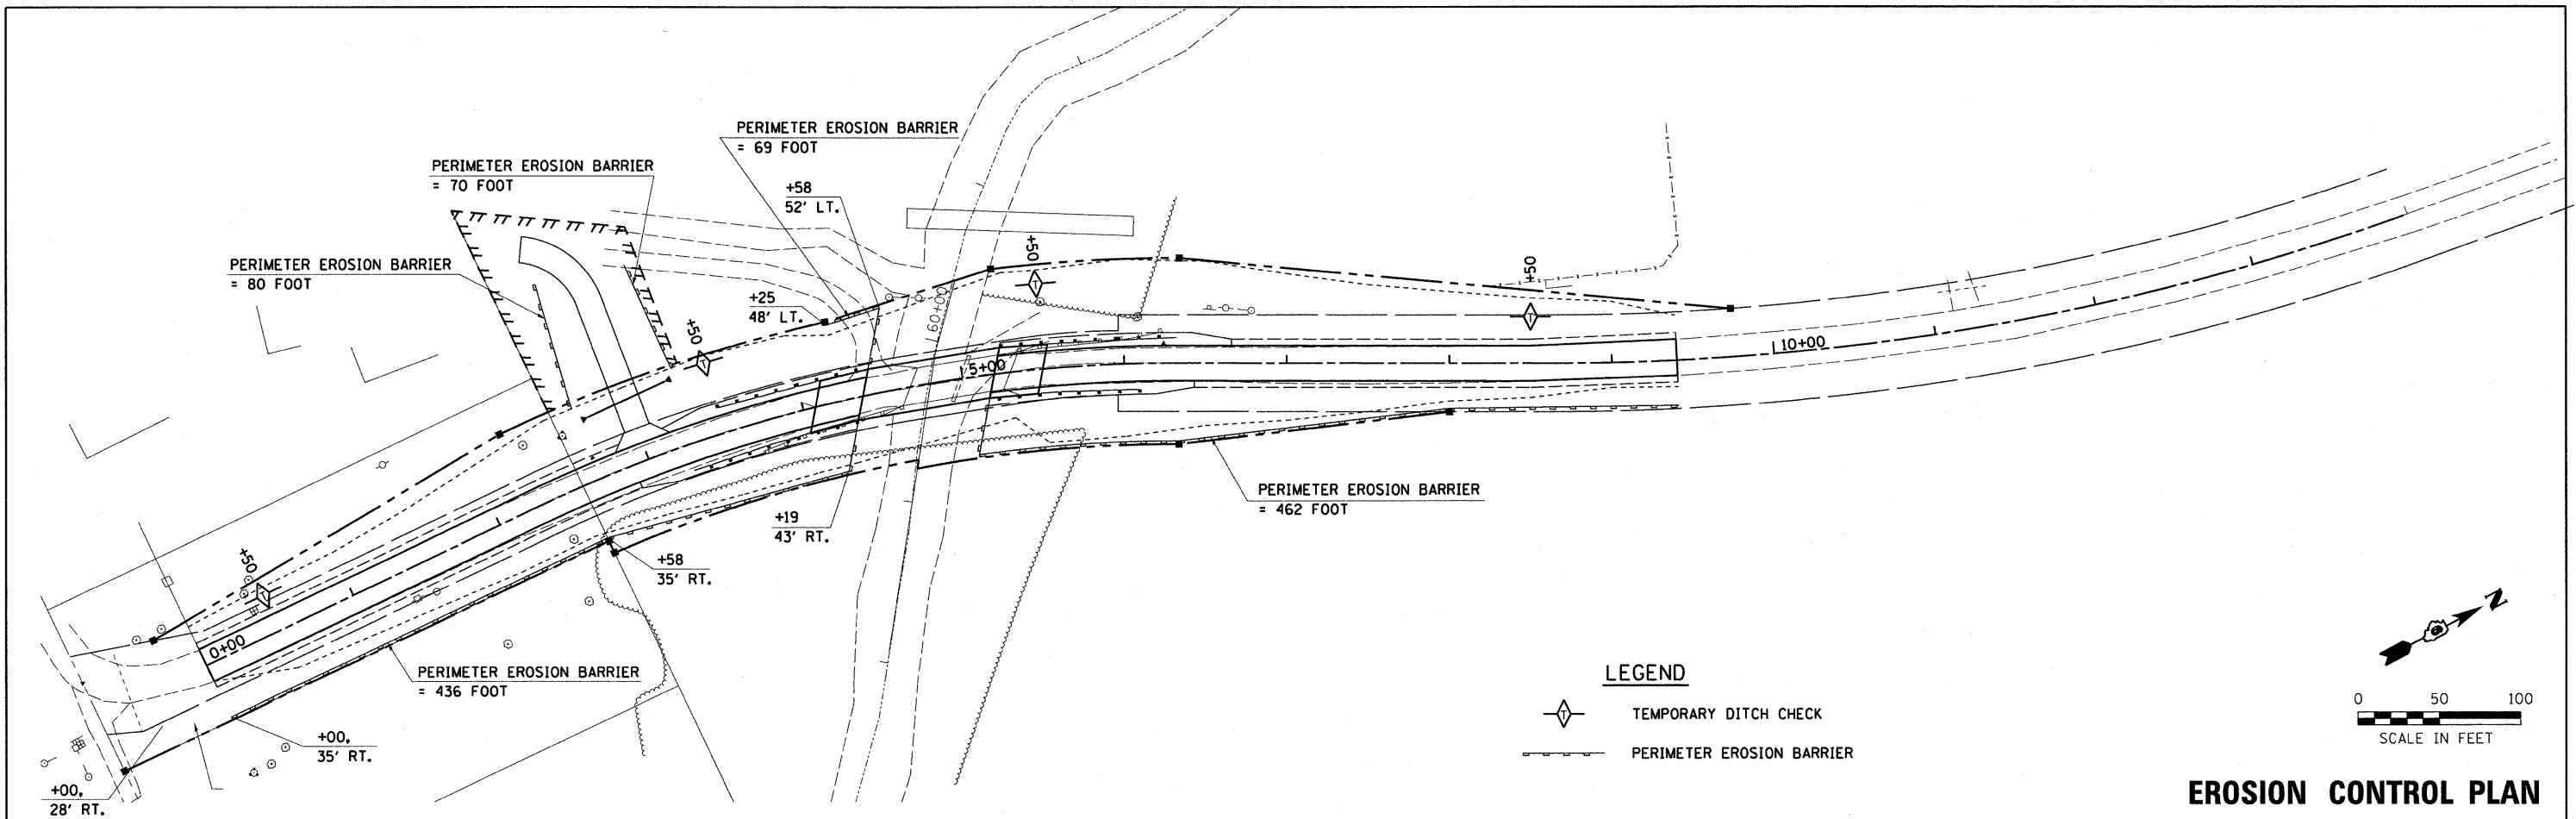 PERIMETER EROSION BARRIER
= 69 FOOT
PERIMETER EROSION BARRIER
= 70 FOOT
+58
52' LT.
PERIMETER EROSION BARRIER
= 80 FOOT
+25
48' LT.
+50
+50
+50
160+00
5+00
10+00
+50
0+00
PERIMETER EROSION BARRIER
= 462 FOOT
+19
43' RT.
+58
35' RT.
PERIMETER EROSION BARRIER
= 436 FOOT
+00,
35' RT.
+00,
28' RT.
LEGEND
T TEMPORARY DITCH CHECK
PERIMETER EROSION BARRIER
N
0 50 100
SCALE IN FEET
EROSION CONTROL PLAN
T
T
T
T